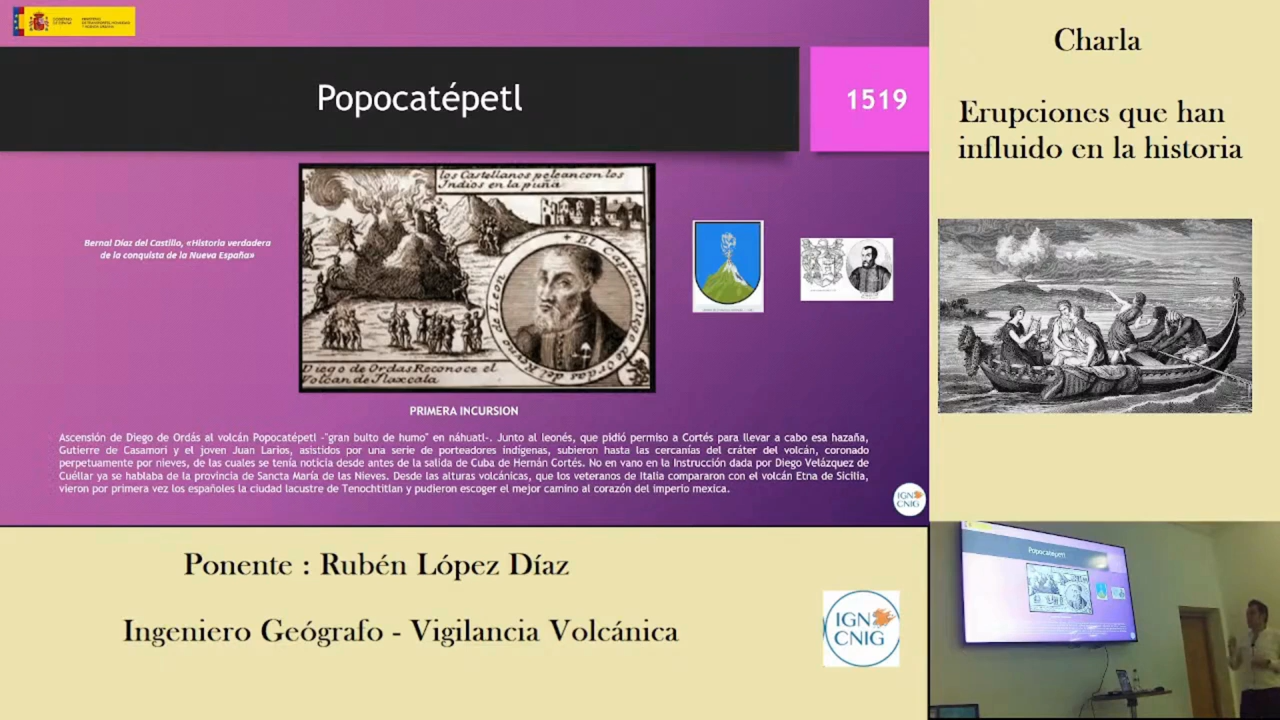 GOBIERNO
DE ESPAÑA
MINISTERIO
DE TRANSPORTES, MOVILIDAD
Popocatépetl
1519
Bernal Díaz del Castillo, «Historia verdadera
de la conquista de la Nueva España»
los Castellanos pelean con los
Indios en la puña
El Capitan Diego de Ordas del Reyno de Leon
Diego de Ordas Reconoce el
Volcan de Tlaxcala
PRIMERA INCURSION
Ascensión de Diego de Ordás al volcán Popocatépetl -"gran bulto de humo" en náhuatl-. Junto al leonés, que pidió permiso a Cortés para llevar a cabo esa hazaña,
Gutierre de Casamori y el joven Juan Larios, asistidos por una serie de porteadores indígenas, subieron hasta las cercanías del cráter del volcán, coronado
perpetuamente por nieves, de las cuales se tenía noticia desde antes de la salida de Cuba de Hernán Cortés. No en vano en la Instrucción dada por Diego Velázquez de
Cuéllar ya se hablaba de la provincia de Sancta María de las Nieves. Desde las alturas volcánicas, que los veteranos de Italia compararon con el volcán Etna de Sicilia,
vieron por primera vez los españoles la ciudad lacustre de Tenochtitlan y pudieron escoger el mejor camino al corazón del imperio mexica.
IGN
CNIG
Charla
Erupciones que han
influido en la historia
Popocatépetl
Ponente : Rubén López Díaz
Ingeniero Geógrafo - Vigilancia Volcánica
IGN
CNIG